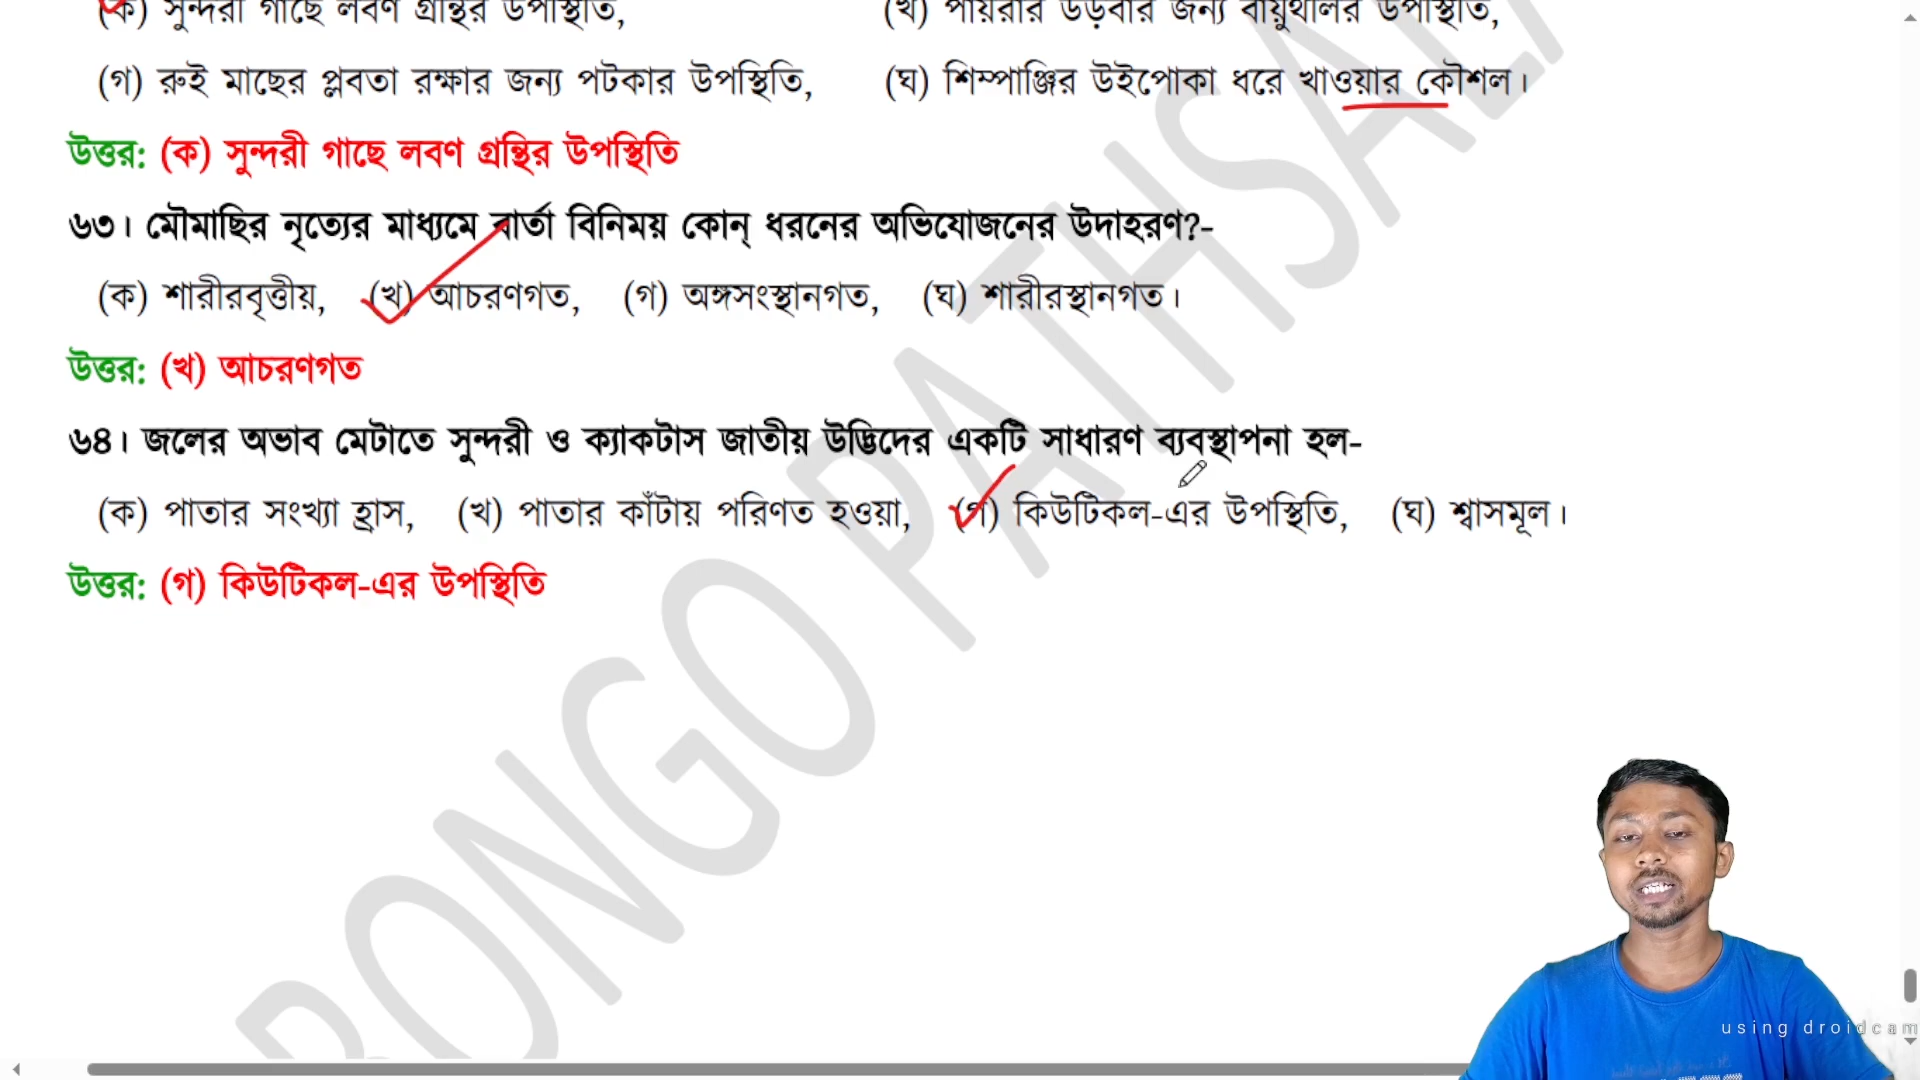 (ক) সুন্দরী গাছে লবণ গ্রন্থির উপস্থিতি, (খ) পায়রার উড়বার জন্য বায়ুথলির উপস্থিতি,
(গ) রুই মাছের প্লবতা রক্ষার জন্য পটকার উপস্থিতি, (ঘ) শিম্পাঞ্জির উইপোকা ধরে খাওয়ার কৌশল।
উত্তর: (ক) সুন্দরী গাছে লবণ গ্রন্থির উপস্থিতি
৬৩। মৌমাছির নৃত্যের মাধ্যমে বার্তা বিনিময় কোন্ ধরনের অভিযোজনের উদাহরণ?-
(ক) শারীরবৃত্তীয়, (খ) আচরণগত, (গ) অঙ্গসংস্থানগত, (ঘ) শারীরস্থানগত।
উত্তর: (খ) আচরণগত
৬৪। জলের অভাব মেটাতে সুন্দরী ও ক্যাকটাস জাতীয় উদ্ভিদের একটি সাধারণ ব্যবস্থাপনা হল-
(ক) পাতার সংখ্যা হ্রাস, (খ) পাতার কাঁটায় পরিণত হওয়া, (গ) কিউটিকল-এর উপস্থিতি, (ঘ) শ্বাসমূল।
উত্তর: (গ) কিউটিকল-এর উপস্থিতি
BONGO PATHSALA
using droidcam